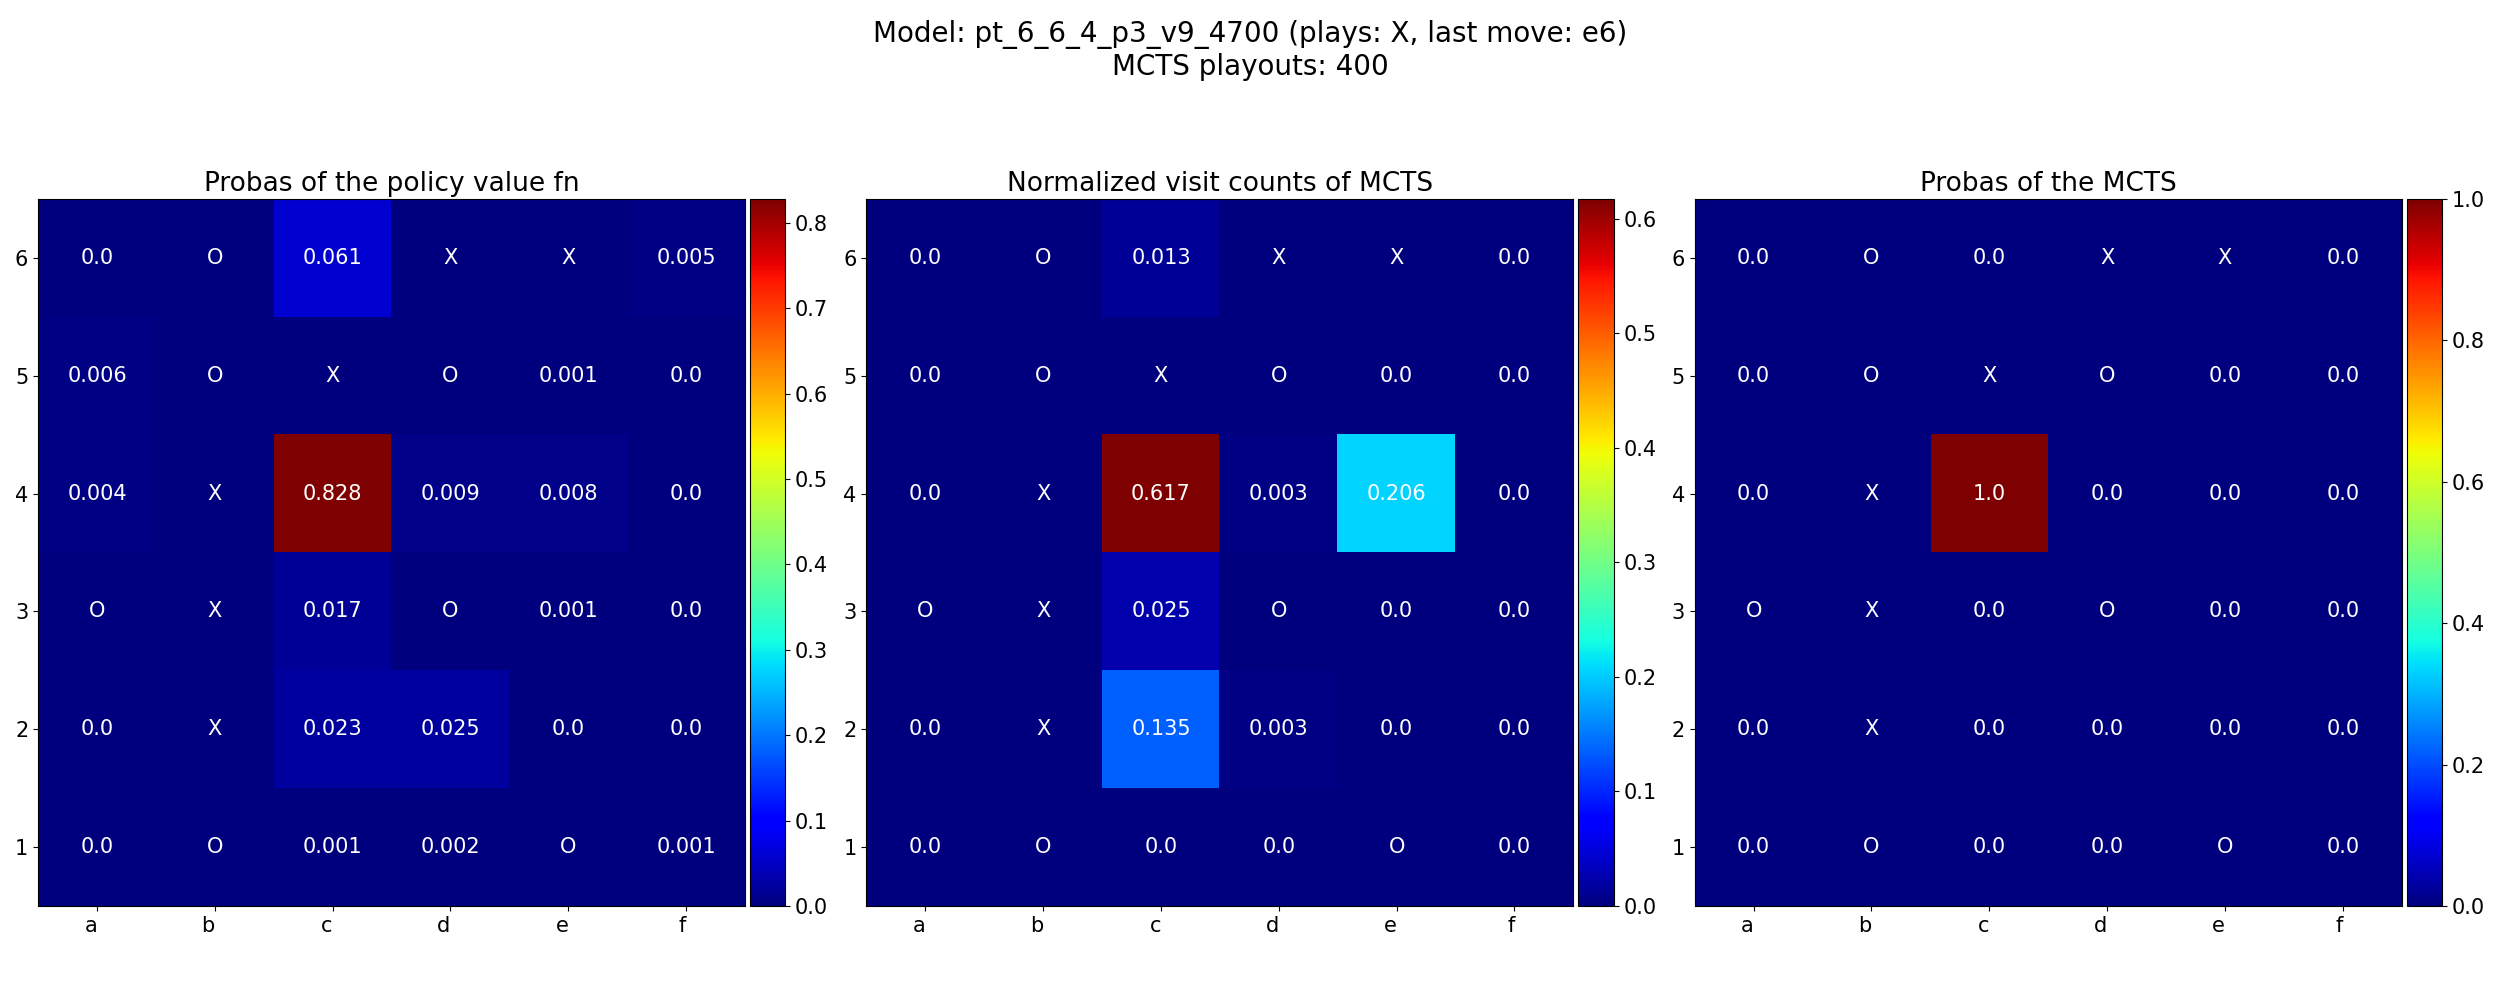 Model: pt_6_6_4_p3_v9_4700 (plays: X, last move: e6)
MCTS playouts: 400
Probas of the policy value fn
6 0.0 O 0.061 X X 0.005
5 0.006 O X O 0.001 0.0
4 0.004 X 0.828 0.009 0.008 0.0
3 O X 0.017 O 0.001 0.0
2 0.0 X 0.023 0.025 0.0 0.0
1 0.0 O 0.001 0.002 O 0.001
a b c d e f
0.8
0.7
0.6
0.5
0.4
0.3
0.2
0.1
0.0
Normalized visit counts of MCTS
6 0.0 O 0.013 X X 0.0
5 0.0 O X O 0.0 0.0
4 0.0 X 0.617 0.003 0.206 0.0
3 O X 0.025 O 0.0 0.0
2 0.0 X 0.135 0.003 0.0 0.0
1 0.0 O 0.0 0.0 O 0.0
a b c d e f
0.6
0.5
0.4
0.3
0.2
0.1
0.0
Probas of the MCTS
6 0.0 O 0.0 X X 0.0
5 0.0 O X O 0.0 0.0
4 0.0 X 1.0 0.0 0.0 0.0
3 O X 0.0 O 0.0 0.0
2 0.0 X 0.0 0.0 0.0 0.0
1 0.0 O 0.0 0.0 O 0.0
a b c d e f
1.0
0.8
0.6
0.4
0.2
0.0